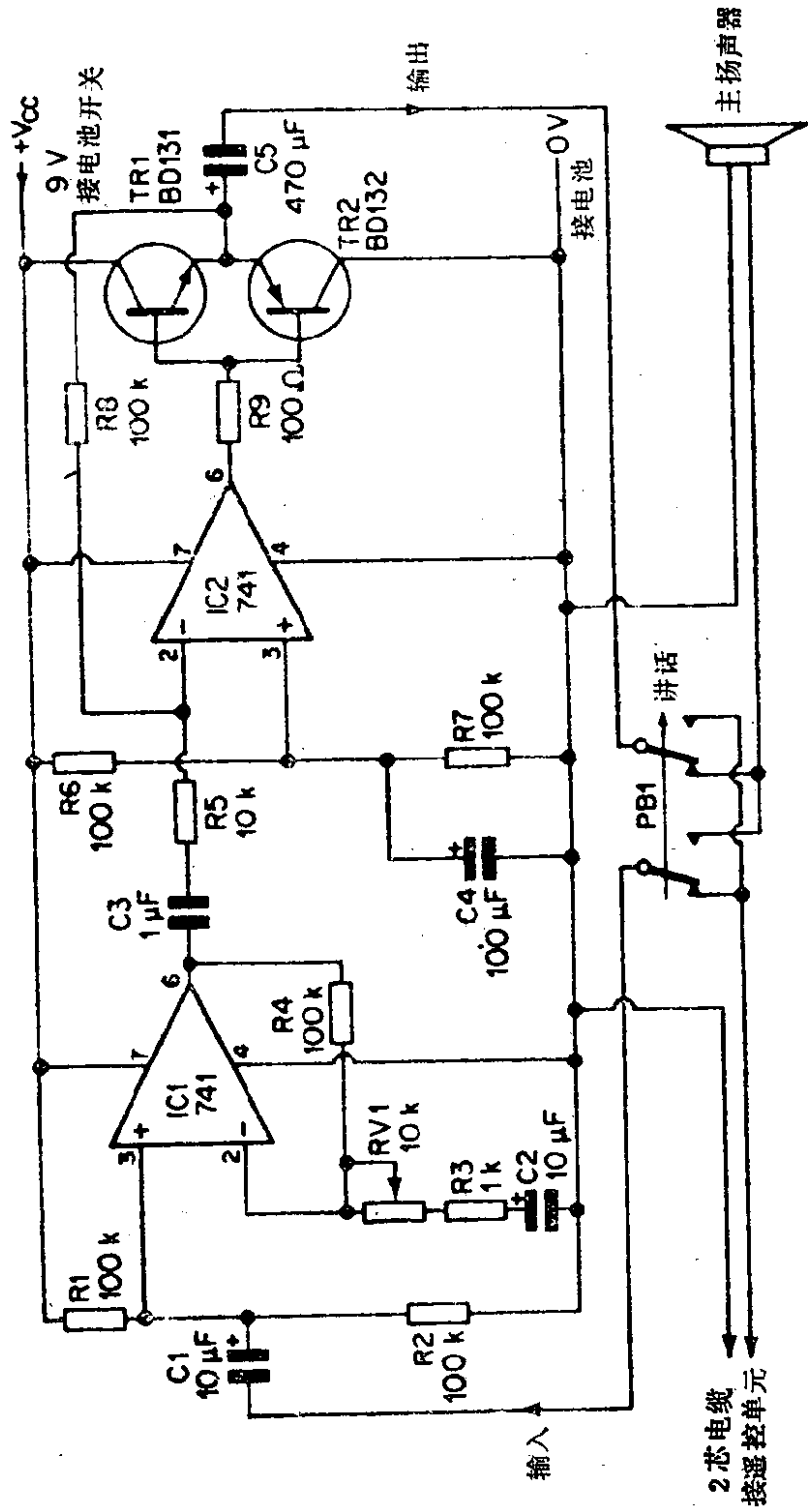 +Vcc
9 V
接电池开关
R1
100 k
R6
100 k
R8
100 k
TR1
BD131
C5
470 µF
+
输出
C1
10 µF
+
3
+
2
-
IC1
741
7
4
6
C3
1 µF
R5
10 k
2
-
3
+
IC2
741
7
4
6
R9
100 Ω
TR2
BD132
R4
100 k
RV1
10 k
R3
1 k
C2
10 µF
+
R2
100 k
C4
100 µF
+
R7
100 k
0V
接电池
输入
PB1
讲话
主扬声器
2芯电缆
接遥控单元